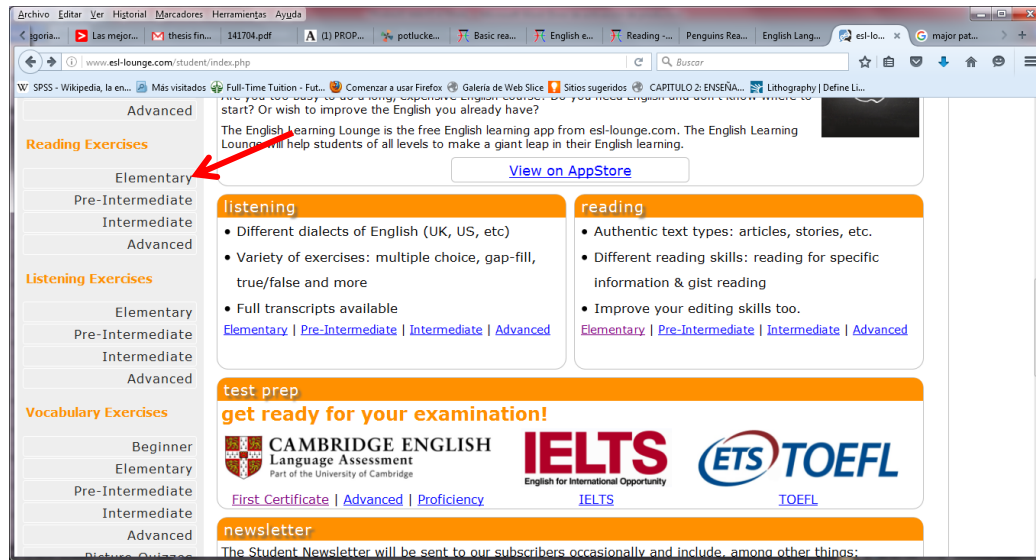 Archivo Editar Ver Historial Marcadores Herramientas Ayuda
egoria... Las mejor... M thesis fin... 141704.pdf A (11) PROP... potlucke... Basic rea... English e... Reading -... Penguins Rea... English Lang... esl-lo... × G major pat... +
www.esl-lounge.com/student/index.php Buscar
W SPSS - Wikipedia, la en... Más visitados Full-Time Tuition - Fut... Comenzar a usar Firefox Galería de Web Slice Sitios sugeridos CAPITULO 2: ENSEÑA... Lithography | Define Li...
Advanced
Reading Exercises
Elementary
Pre-Intermediate
Intermediate
Advanced
Listening Exercises
Elementary
Pre-Intermediate
Intermediate
Advanced
Vocabulary Exercises
Beginner
Elementary
Pre-Intermediate
Intermediate
Advanced
Picture Quizzes
Are you too busy to do a long, expensive English course? Do you need English and don't know where to
start? Or wish to improve the English you already have?
The English Learning Lounge is the free English learning app from esl-lounge.com. The English Learning
Lounge will help students of all levels to make a giant leap in their English learning.
View on AppStore
listening
• Different dialects of English (UK, US, etc)
• Variety of exercises: multiple choice, gap-fill,
true/false and more
• Full transcripts available
Elementary | Pre-Intermediate | Intermediate | Advanced
reading
• Authentic text types: articles, stories, etc.
• Different reading skills: reading for specific
information & gist reading
• Improve your editing skills too.
Elementary | Pre-Intermediate | Intermediate | Advanced
test prep
get ready for your examination!
CAMBRIDGE ENGLISH
Language Assessment
Part of the University of Cambridge
First Certificate | Advanced | Proficiency
IELTS
English for International Opportunity
IELTS
ETS TOEFL
TOEFL
newsletter
The Student Newsletter will be sent to our subscribers occasionally and include, among other things: